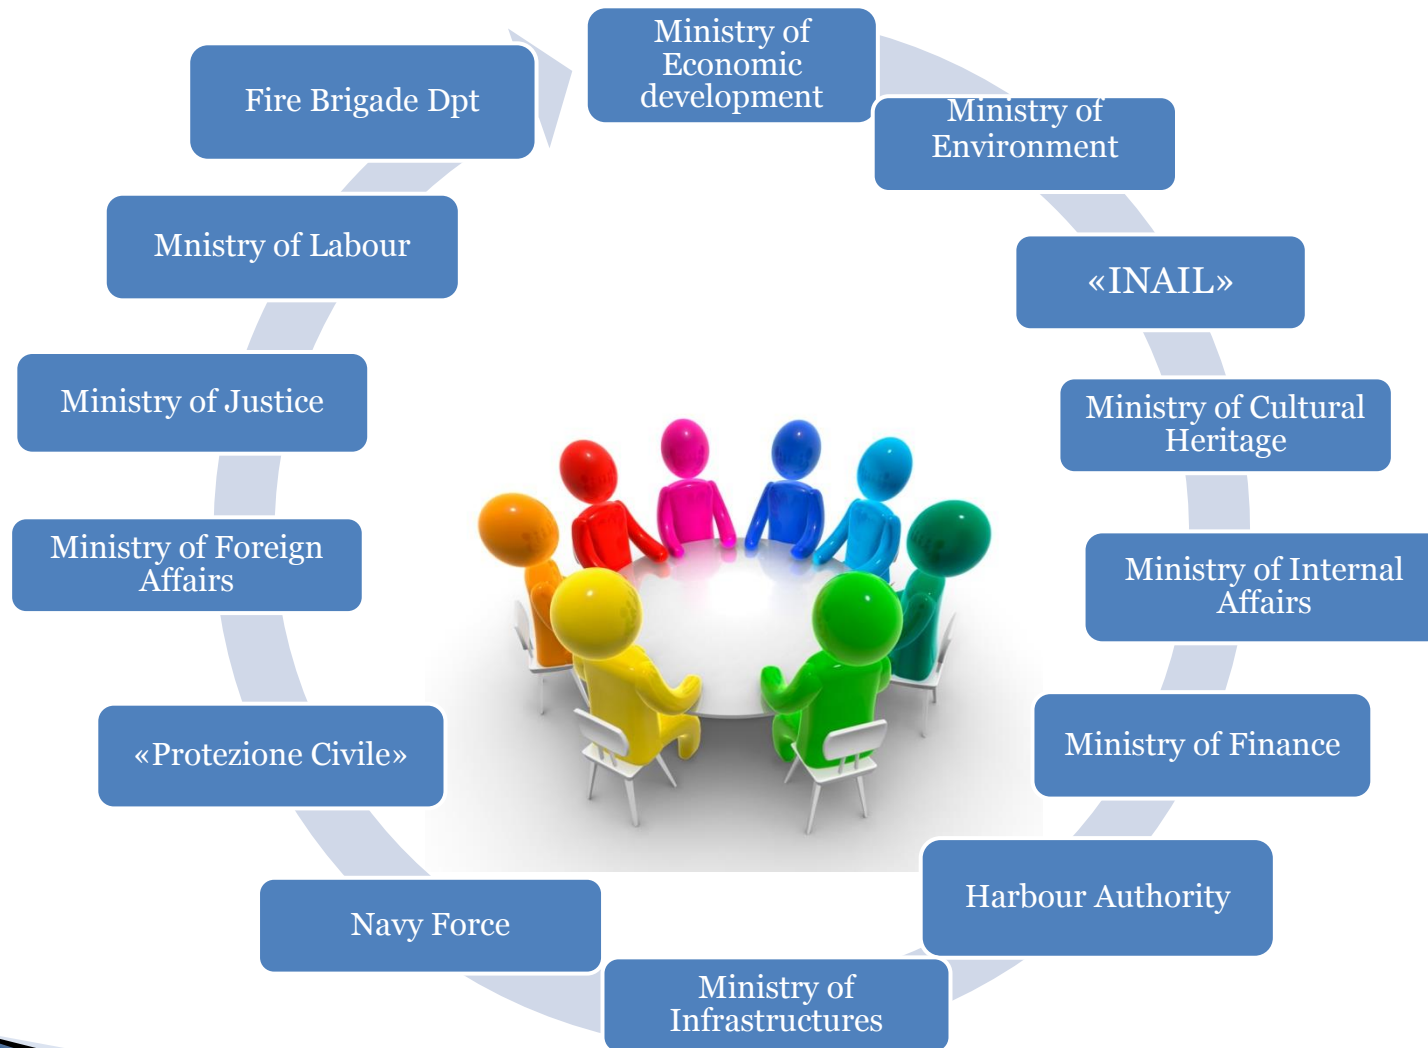 Ministry of
Economic
development
Ministry of
Environment
«INAIL»
Ministry of Cultural
Heritage
Ministry of Internal
Affairs
Ministry of Finance
Harbour Authority
Ministry of
Infrastructures
Navy Force
«Protezione Civile»
Ministry of Foreign
Affairs
Ministry of Justice
Mnistry of Labour
Fire Brigade Dpt